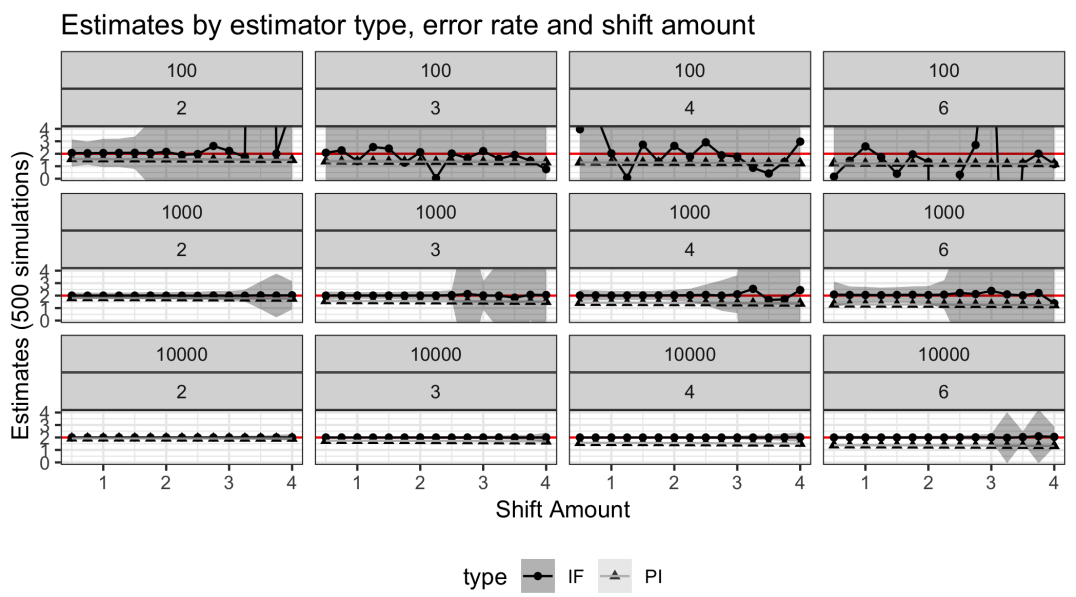 Estimates by estimator type, error rate and shift amount
100 100 100 100
2 3 4 6
4
3
2
1
0
1000 1000 1000 1000
2 3 4 6
4
3
2
1
0
10000 10000 10000 10000
2 3 4 6
4
3
2
1
0
Estimates (500 simulations)
1 2 3 4 1 2 3 4 1 2 3 4 1 2 3 4
Shift Amount
type IF PI